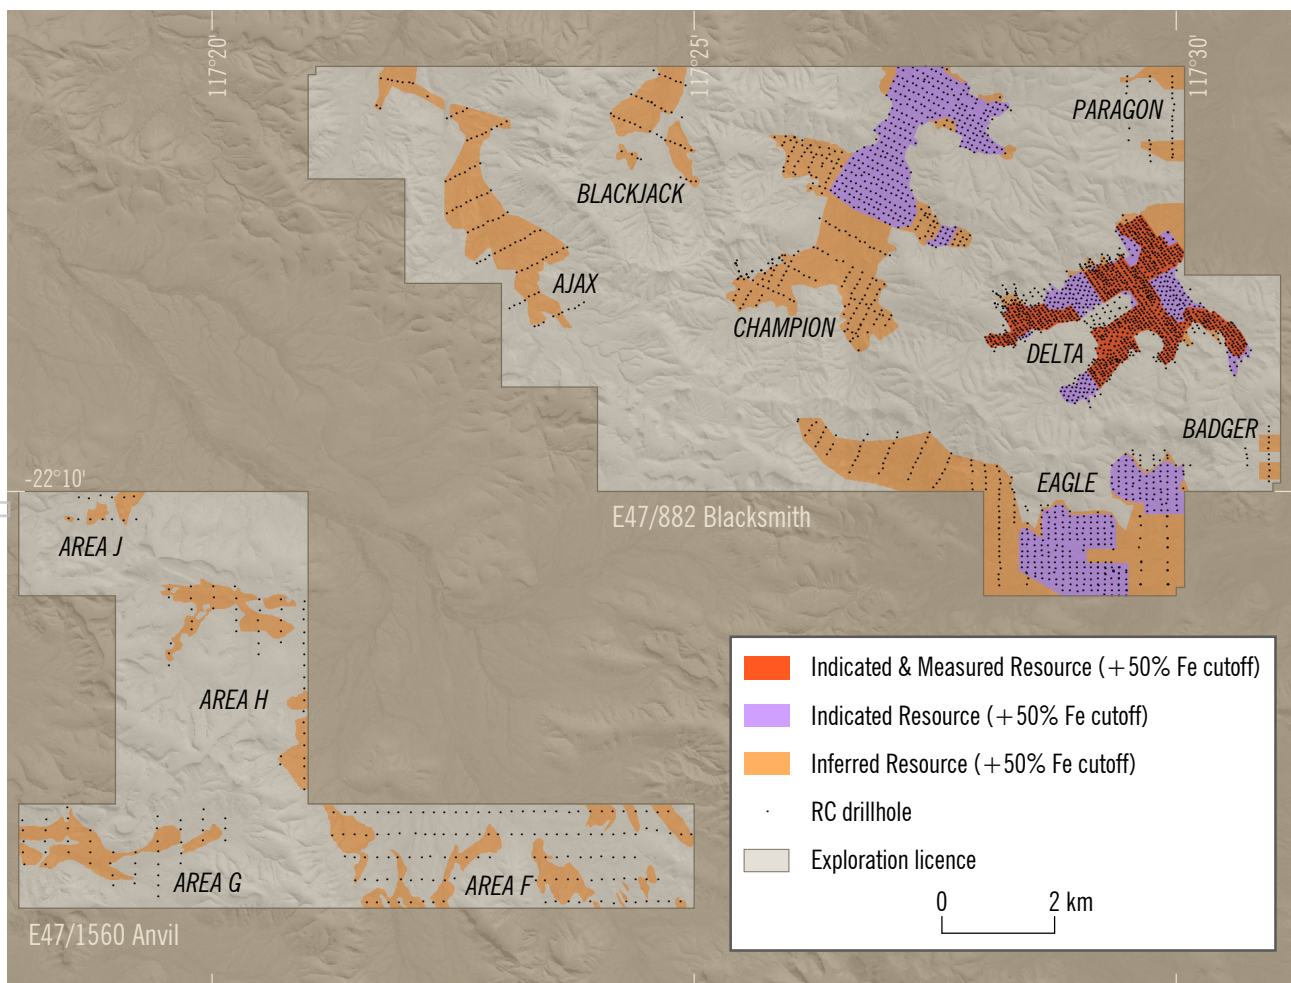 117°20'
117°25'
117°30'
PARAGON
BLACKJACK
AJAX
CHAMPION
DELTA
BADGER
-22°10'
EAGLE
E47/882 Blacksmith
AREA J
AREA H
AREA G
AREA F
E47/1560 Anvil
Indicated & Measured Resource (+50% Fe cutoff)
Indicated Resource (+50% Fe cutoff)
Inferred Resource (+50% Fe cutoff)
RC drillhole
Exploration licence
0 2 km